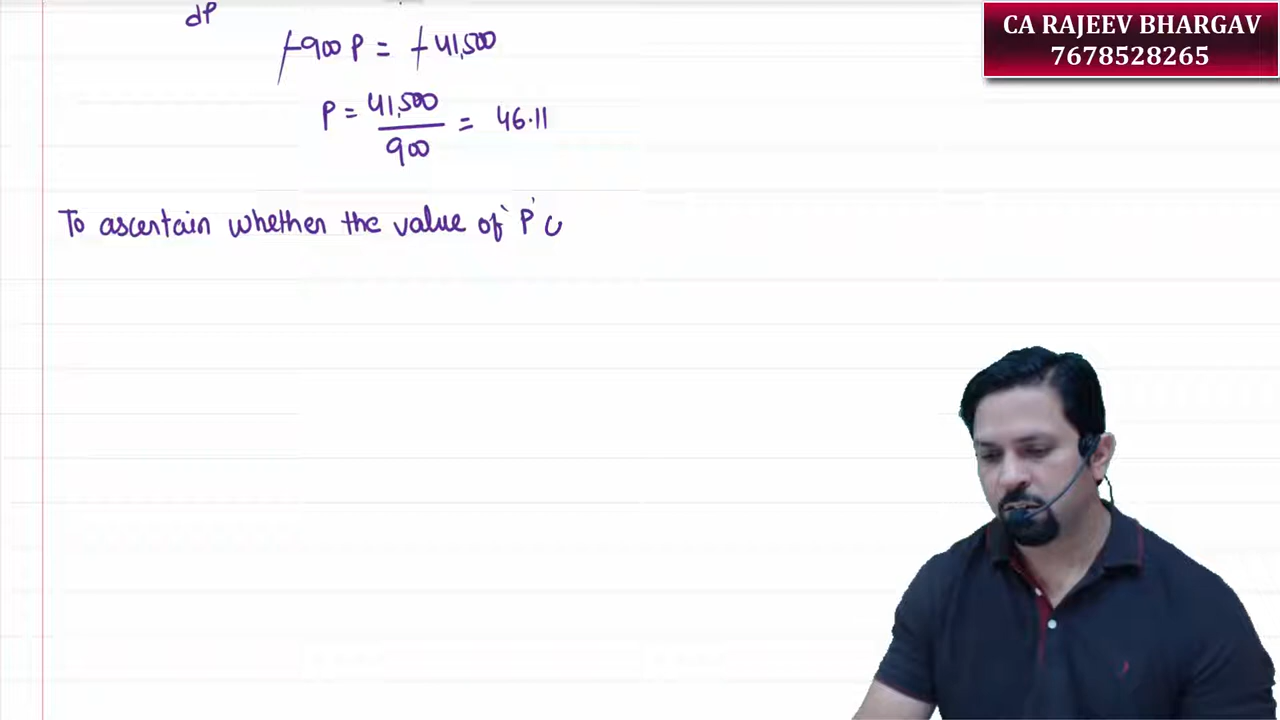 dP
CA RAJEEV BHARGAV
7678528265
-900 P = -41,500
P = 41,500 / 900 = 46.11
To ascertain whether the value of 'P' c